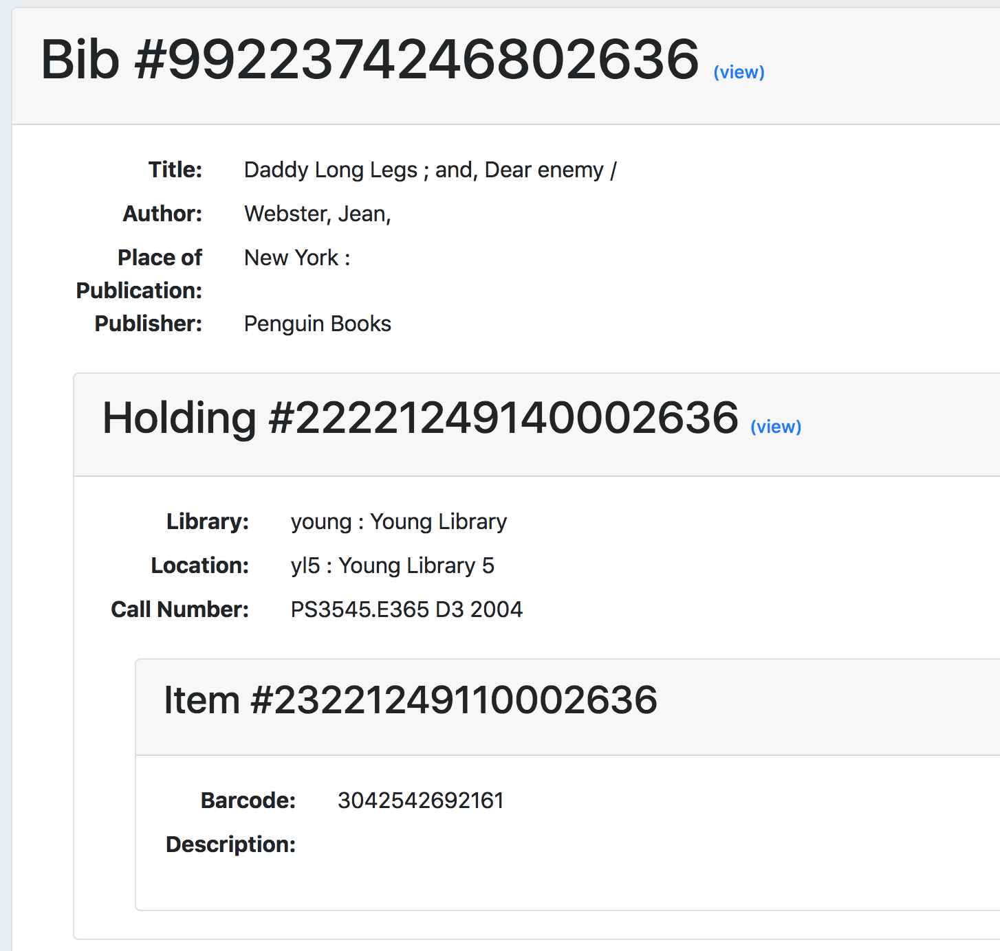 Bib #9922374246802636 (view)
Title: Daddy Long Legs ; and, Dear enemy /
Author: Webster, Jean,
Place of Publication: New York :
Publisher: Penguin Books
Holding #22221249140002636 (view)
Library: young : Young Library
Location: yl5 : Young Library 5
Call Number: PS3545.E365 D3 2004
Item #23221249110002636
Barcode: 3042542692161
Description: